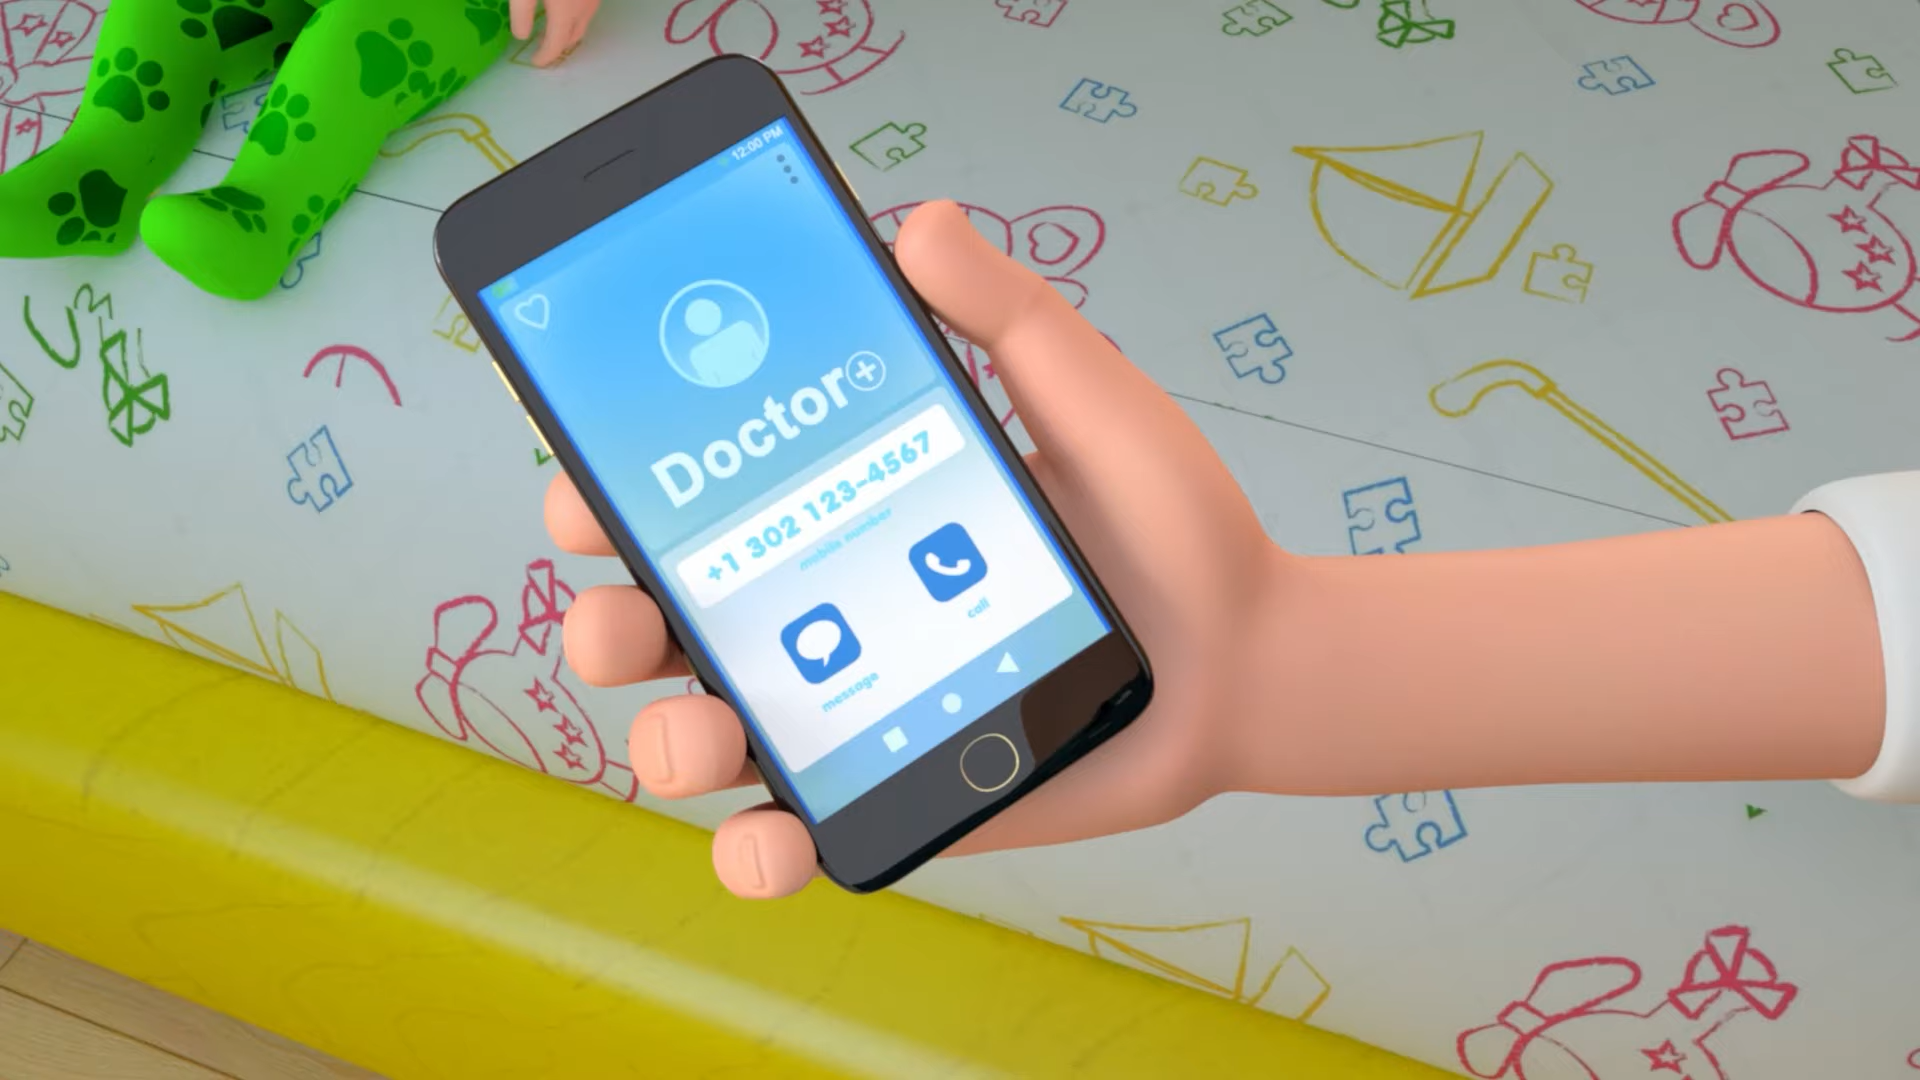 12:00 PM
Doctor
+1 302 123-4567
mobile number
call
message